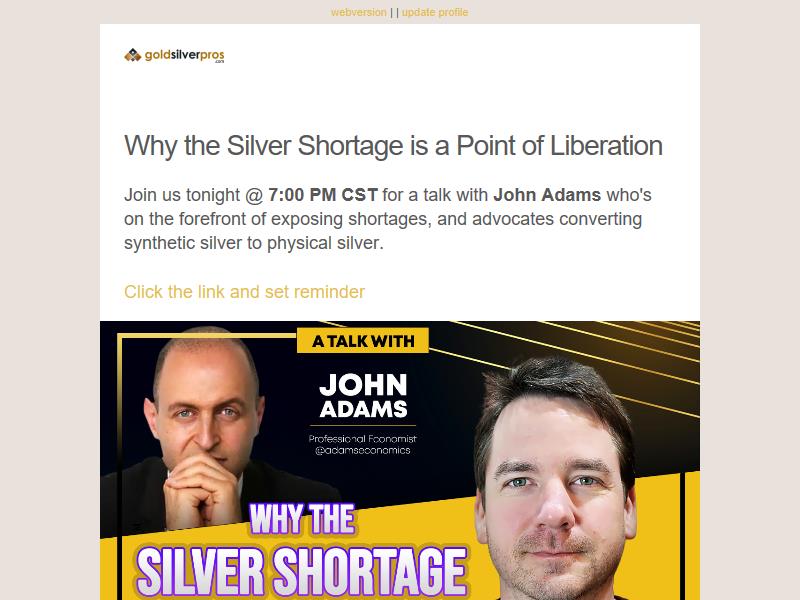 webversion | | update profile
goldsilverpros
.com
Why the Silver Shortage is a Point of Liberation
Join us tonight @ 7:00 PM CST for a talk with John Adams who's
on the forefront of exposing shortages, and advocates converting
synthetic silver to physical silver.
Click the link and set reminder
A TALK WITH
JOHN
ADAMS
Professional Economist
@adamseconomics
WHY THE
SILVER SHORTAGE